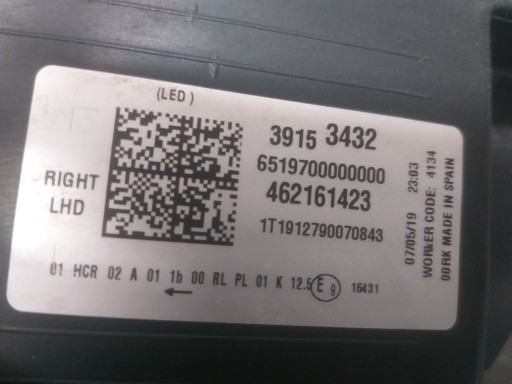 (LED)
RIGHT
LHD
3915 3432
6519700000000
462161423
1T1912790070843
01 HCR 02 A 01 1b 00 RL PL 01 K 12.5 E 9 16431
07/05/19 23:03
WORKER CODE: 4134
00RK MADE IN SPAIN